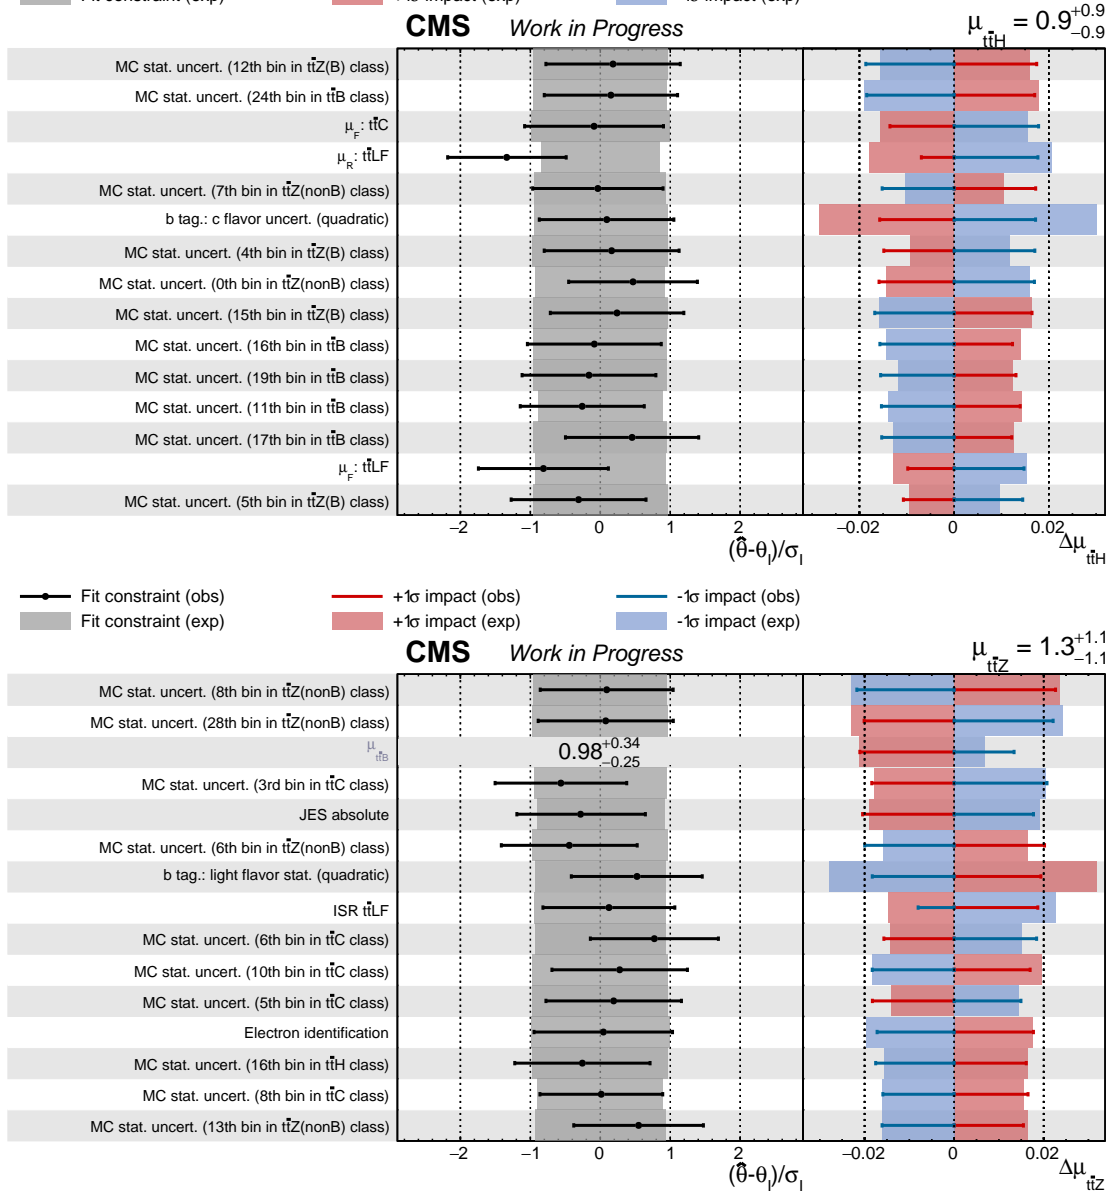 Fit constraint (exp) +1σ impact (exp) -1σ impact (exp)
CMS Work in Progress μ_tt̄H = 0.9 +0.9 −0.9
MC stat. uncert. (12th bin in tt̄Z(B) class)
MC stat. uncert. (24th bin in tt̄B class)
μ_F: tt̄C
μ_R: tt̄LF
MC stat. uncert. (7th bin in tt̄Z(nonB) class)
b tag.: c flavor uncert. (quadratic)
MC stat. uncert. (4th bin in tt̄Z(B) class)
MC stat. uncert. (0th bin in tt̄Z(nonB) class)
MC stat. uncert. (15th bin in tt̄Z(B) class)
MC stat. uncert. (16th bin in tt̄B class)
MC stat. uncert. (19th bin in tt̄B class)
MC stat. uncert. (11th bin in tt̄B class)
MC stat. uncert. (17th bin in tt̄B class)
μ_F: tt̄LF
MC stat. uncert. (5th bin in tt̄Z(B) class)
−2 −1 0 1 2 −0.02 0 0.02
(θ̂-θ_I)/σ_I Δμ_tt̄H
Fit constraint (obs) +1σ impact (obs) -1σ impact (obs)
Fit constraint (exp) +1σ impact (exp) -1σ impact (exp)
CMS Work in Progress μ_tt̄Z = 1.3 +1.1 −1.1
MC stat. uncert. (8th bin in tt̄Z(nonB) class)
MC stat. uncert. (28th bin in tt̄Z(nonB) class)
μ_tt̄B 0.98 +0.34 −0.25
MC stat. uncert. (3rd bin in tt̄C class)
JES absolute
MC stat. uncert. (6th bin in tt̄Z(nonB) class)
b tag.: light flavor stat. (quadratic)
ISR tt̄LF
MC stat. uncert. (6th bin in tt̄C class)
MC stat. uncert. (10th bin in tt̄C class)
MC stat. uncert. (5th bin in tt̄C class)
Electron identification
MC stat. uncert. (16th bin in tt̄H class)
MC stat. uncert. (8th bin in tt̄C class)
MC stat. uncert. (13th bin in tt̄Z(nonB) class)
−2 −1 0 1 2 −0.02 0 0.02
(θ̂-θ_I)/σ_I Δμ_tt̄Z